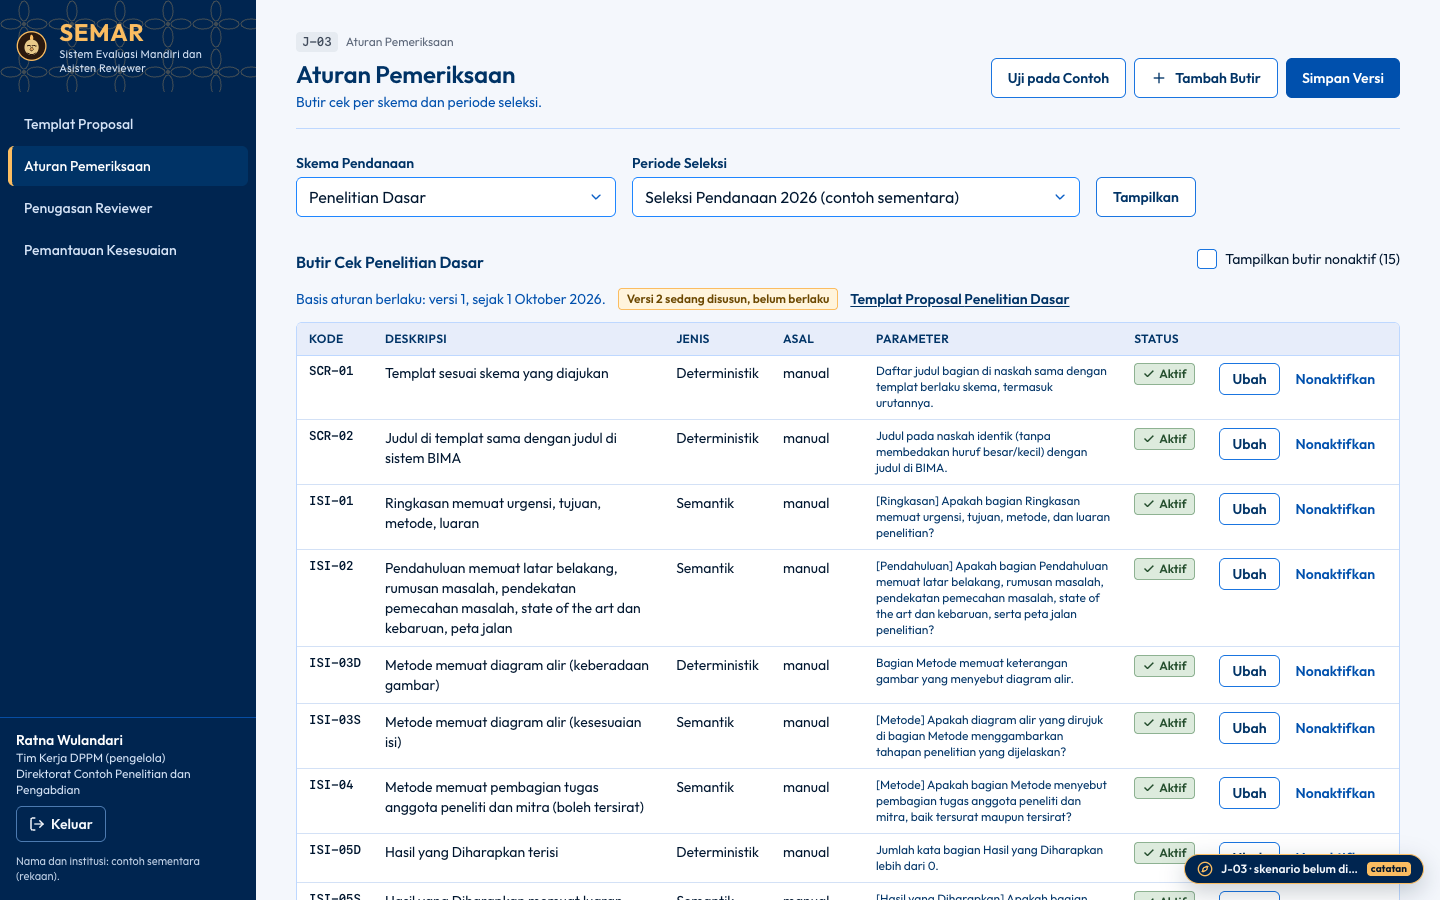 SEMAR
Sistem Evaluasi Mandiri dan
Asisten Reviewer
Templat Proposal
Aturan Pemeriksaan
Penugasan Reviewer
Pemantauan Kesesuaian
Ratna Wulandari
Tim Kerja DPPM (pengelola)
Direktorat Contoh Penelitian dan
Pengabdian
Keluar
Nama dan institusi: contoh sementara
(rekaan).
J-03 Aturan Pemeriksaan
Aturan Pemeriksaan
Butir cek per skema dan periode seleksi.
Uji pada Contoh
Tambah Butir
Simpan Versi
Skema Pendanaan
Penelitian Dasar
Periode Seleksi
Seleksi Pendanaan 2026 (contoh sementara)
Tampilkan
Butir Cek Penelitian Dasar
Tampilkan butir nonaktif (15)
Basis aturan berlaku: versi 1, sejak 1 Oktober 2026. Versi 2 sedang disusun, belum berlaku Templat Proposal Penelitian Dasar
KODE DESKRIPSI JENIS ASAL PARAMETER STATUS
SCR-01
Templat sesuai skema yang diajukan
Deterministik
manual
Daftar judul bagian di naskah sama dengan
templat berlaku skema, termasuk
urutannya.
Aktif
Ubah
Nonaktifkan
SCR-02
Judul di templat sama dengan judul di
sistem BIMA
Deterministik
manual
Judul pada naskah identik (tanpa
membedakan huruf besar/kecil) dengan
judul di BIMA.
Aktif
Ubah
Nonaktifkan
ISI-01
Ringkasan memuat urgensi, tujuan,
metode, luaran
Semantik
manual
[Ringkasan] Apakah bagian Ringkasan
memuat urgensi, tujuan, metode, dan luaran
penelitian?
Aktif
Ubah
Nonaktifkan
ISI-02
Pendahuluan memuat latar belakang,
rumusan masalah, pendekatan
pemecahan masalah, state of the art dan
kebaruan, peta jalan
Semantik
manual
[Pendahuluan] Apakah bagian Pendahuluan
memuat latar belakang, rumusan masalah,
pendekatan pemecahan masalah, state of
the art dan kebaruan, serta peta jalan
penelitian?
Aktif
Ubah
Nonaktifkan
ISI-03D
Metode memuat diagram alir (keberadaan
gambar)
Deterministik
manual
Bagian Metode memuat keterangan
gambar yang menyebut diagram alir.
Aktif
Ubah
Nonaktifkan
ISI-03S
Metode memuat diagram alir (kesesuaian
isi)
Semantik
manual
[Metode] Apakah diagram alir yang dirujuk
di bagian Metode menggambarkan
tahapan penelitian yang dijelaskan?
Aktif
Ubah
Nonaktifkan
ISI-04
Metode memuat pembagian tugas
anggota peneliti dan mitra (boleh tersirat)
Semantik
manual
[Metode] Apakah bagian Metode menyebut
pembagian tugas anggota peneliti dan
mitra, baik tersurat maupun tersirat?
Aktif
Ubah
Nonaktifkan
ISI-05D
Hasil yang Diharapkan terisi
Deterministik
manual
Jumlah kata bagian Hasil yang Diharapkan
lebih dari 0.
Aktif
J-03 · skenario belum di... catatan